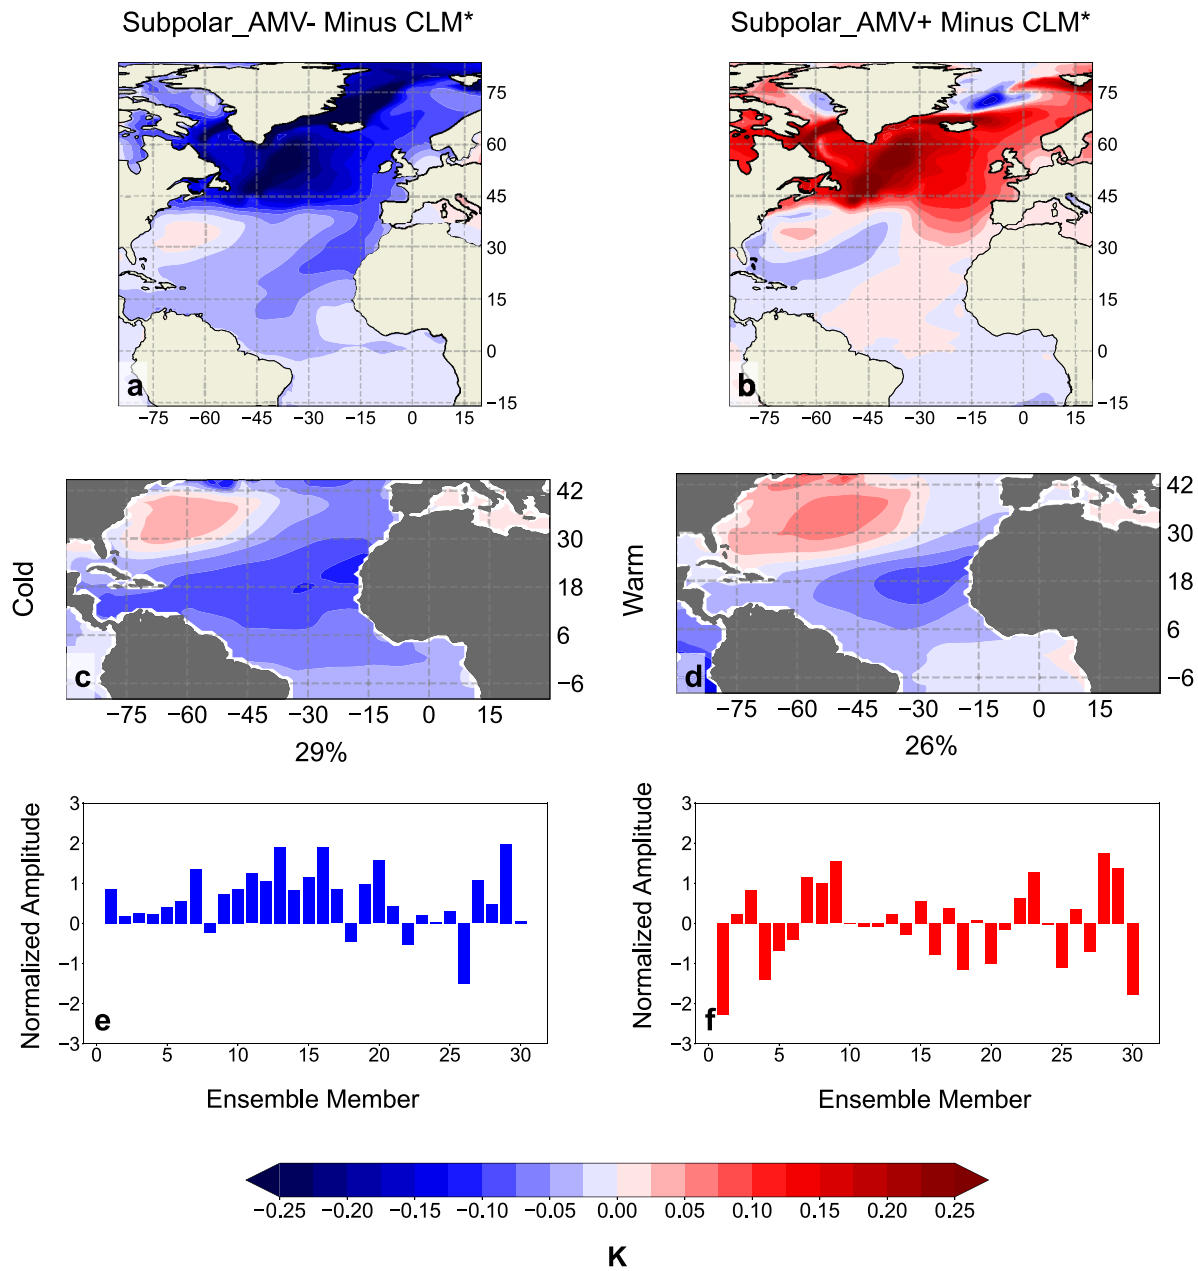 Subpolar_AMV- Minus CLM*
Subpolar_AMV+ Minus CLM*
75
60
45
30
15
0
−15
a
−75 −60 −45 −30 −15 0 15
75
60
45
30
15
0
−15
b
−75 −60 −45 −30 −15 0 15
Cold
42
30
18
6
−6
c
−75 −60 −45 −30 −15 0 15
29%
Warm
42
30
18
6
−6
d
−75 −60 −45 −30 −15 0 15
26%
Normalized Amplitude
3
2
1
0
−1
−2
−3
e
0 5 10 15 20 25 30
Ensemble Member
Normalized Amplitude
3
2
1
0
−1
−2
−3
f
0 5 10 15 20 25 30
Ensemble Member
−0.25 −0.20 −0.15 −0.10 −0.05 0.00 0.05 0.10 0.15 0.20 0.25
K